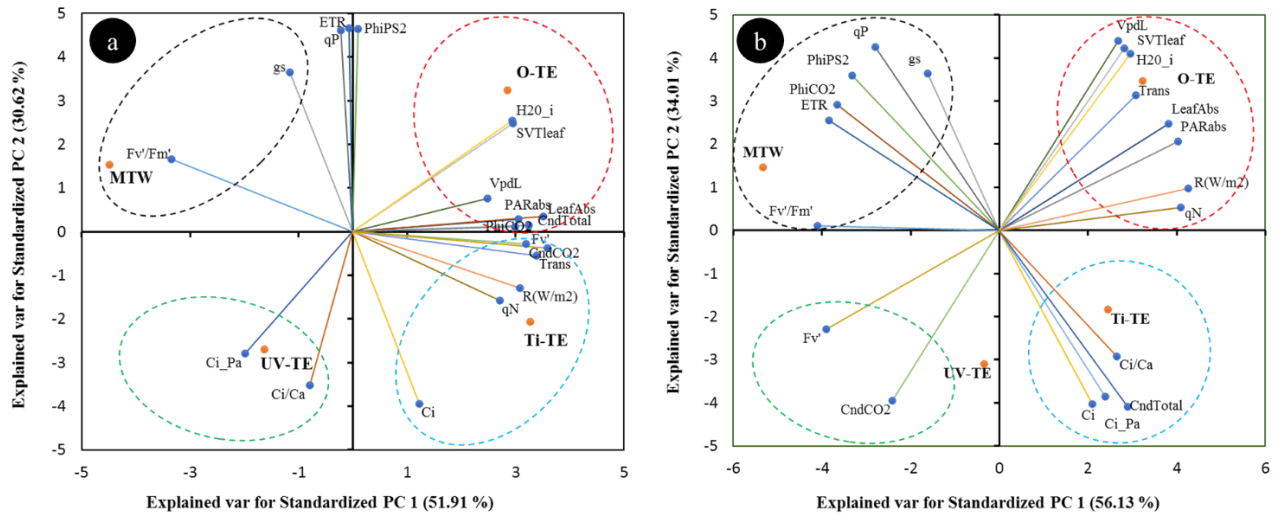 a
Explained var for Standardized PC 2 (30.62 %)
5
4
3
2
1
0
-1
-2
-3
-4
-5
-5
-3
-1
1
3
5
ETR
PhiPS2
qP
gs
O-TE
H20_i
SVTleaf
Fv'/Fm'
MTW
VpdL
PARabs
LeafAbs
CndTotal
PhiCO2
Fv'
CndCO2
Trans
R(W/m2)
qN
Ti-TE
Ci_Pa
UV-TE
Ci/Ca
Ci
Explained var for Standardized PC 1 (51.91 %)
b
Explained var for Standardized PC 2 (34.01 %)
5
4
3
2
1
0
-1
-2
-3
-4
-5
-6
-4
-2
0
2
4
6
VpdL
qP
SVTleaf
gs
H20_i
PhiPS2
O-TE
PhiCO2
Trans
ETR
LeafAbs
PARabs
MTW
R(W/m2)
Fv'/Fm'
qN
Ti-TE
Fv'
Ci/Ca
UV-TE
CndCO2
CndTotal
Ci
Ci_Pa
Explained var for Standardized PC 1 (56.13 %)